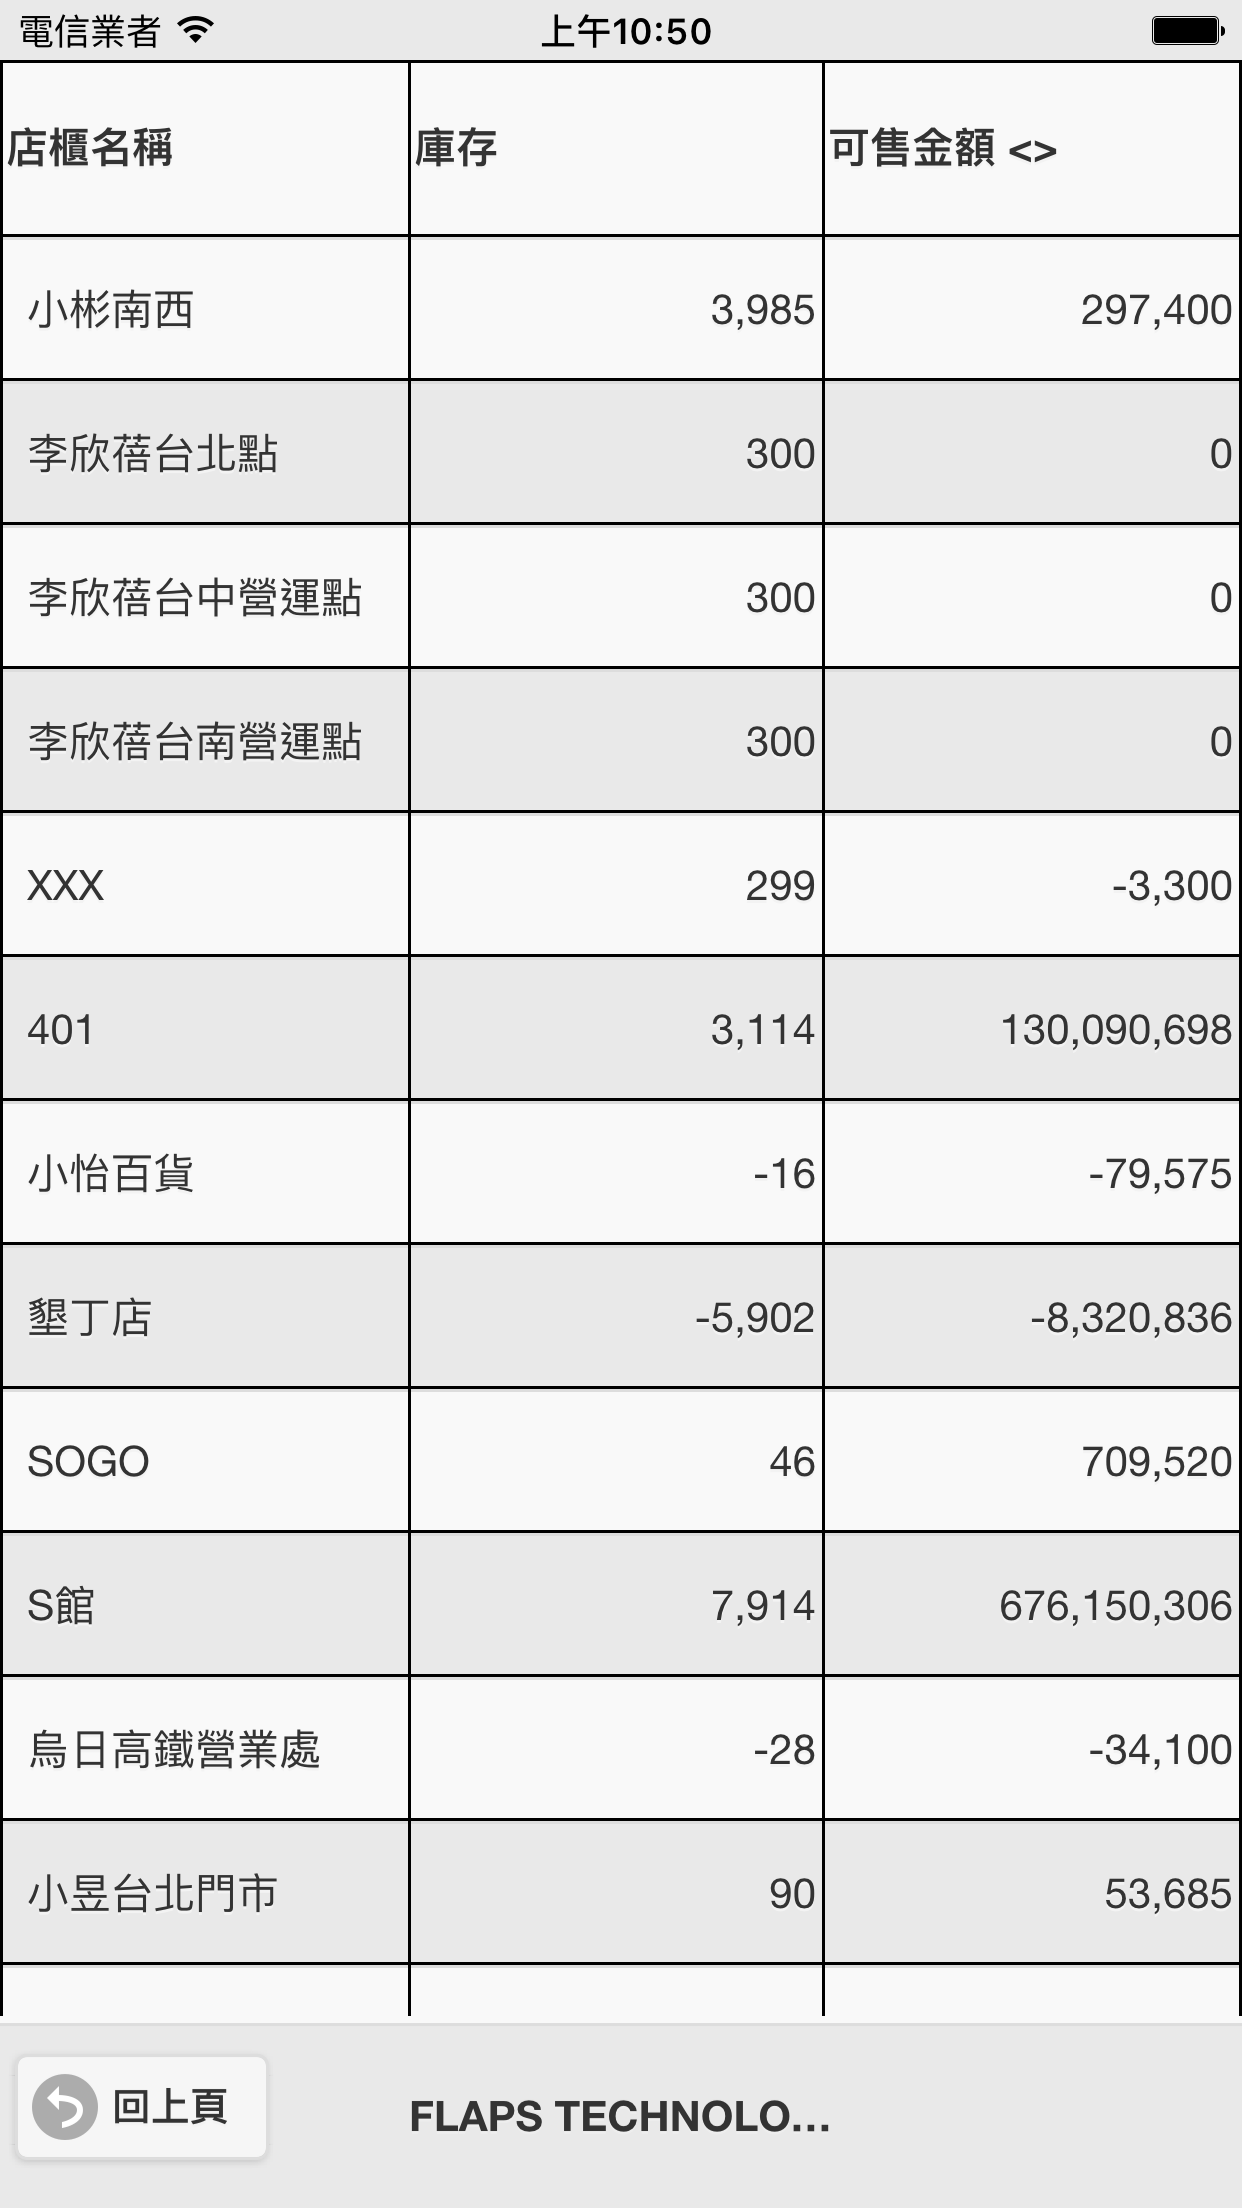 電信業者 上午10:50
店櫃名稱 庫存 可售金額 <>
小彬南西 3,985 297,400
李欣蓓台北點 300 0
李欣蓓台中營運點 300 0
李欣蓓台南營運點 300 0
XXX 299 -3,300
401 3,114 130,090,698
小怡百貨 -16 -79,575
墾丁店 -5,902 -8,320,836
SOGO 46 709,520
S館 7,914 676,150,306
烏日高鐵營業處 -28 -34,100
小昱台北門市 90 53,685
回上頁 FLAPS TECHNOLO...